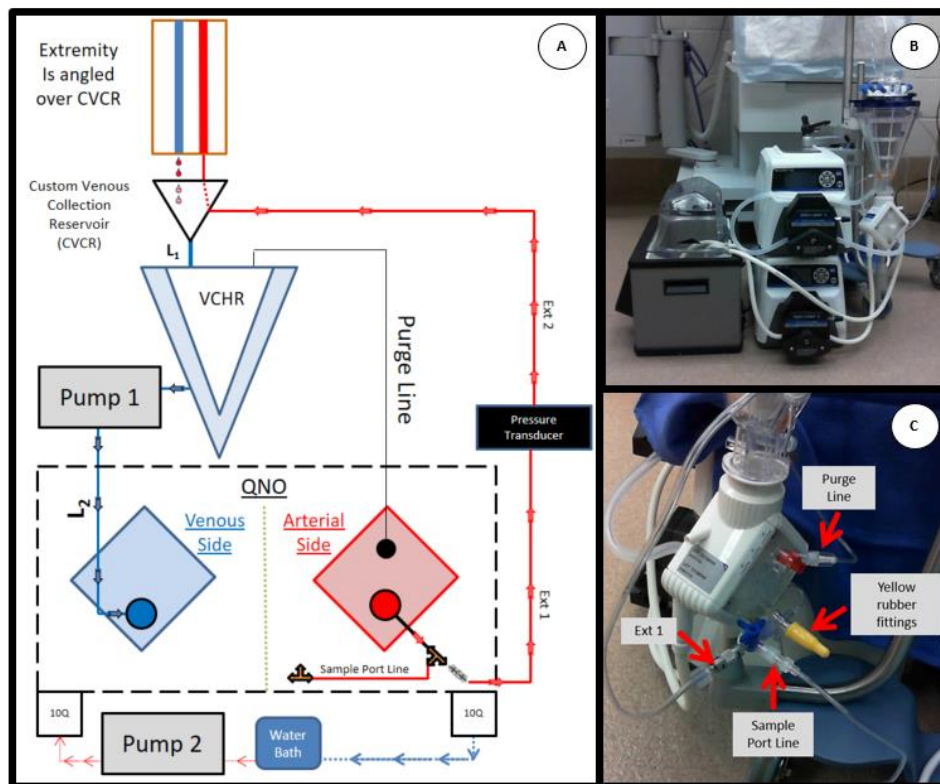 A
Extremity
Is angled
over CVCR
Custom Venous
Collection
Reservoir
(CVCR)
L₁
VCHR
Purge Line
Ext 2
Pump 1
Pressure
Transducer
L₂
QNO
Venous
Side
Arterial
Side
Ext 1
Sample Port Line
10Q
Pump 2
Water
Bath
10Q
B
C
Purge
Line
Yellow
rubber
fittings
Ext 1
Sample
Port Line